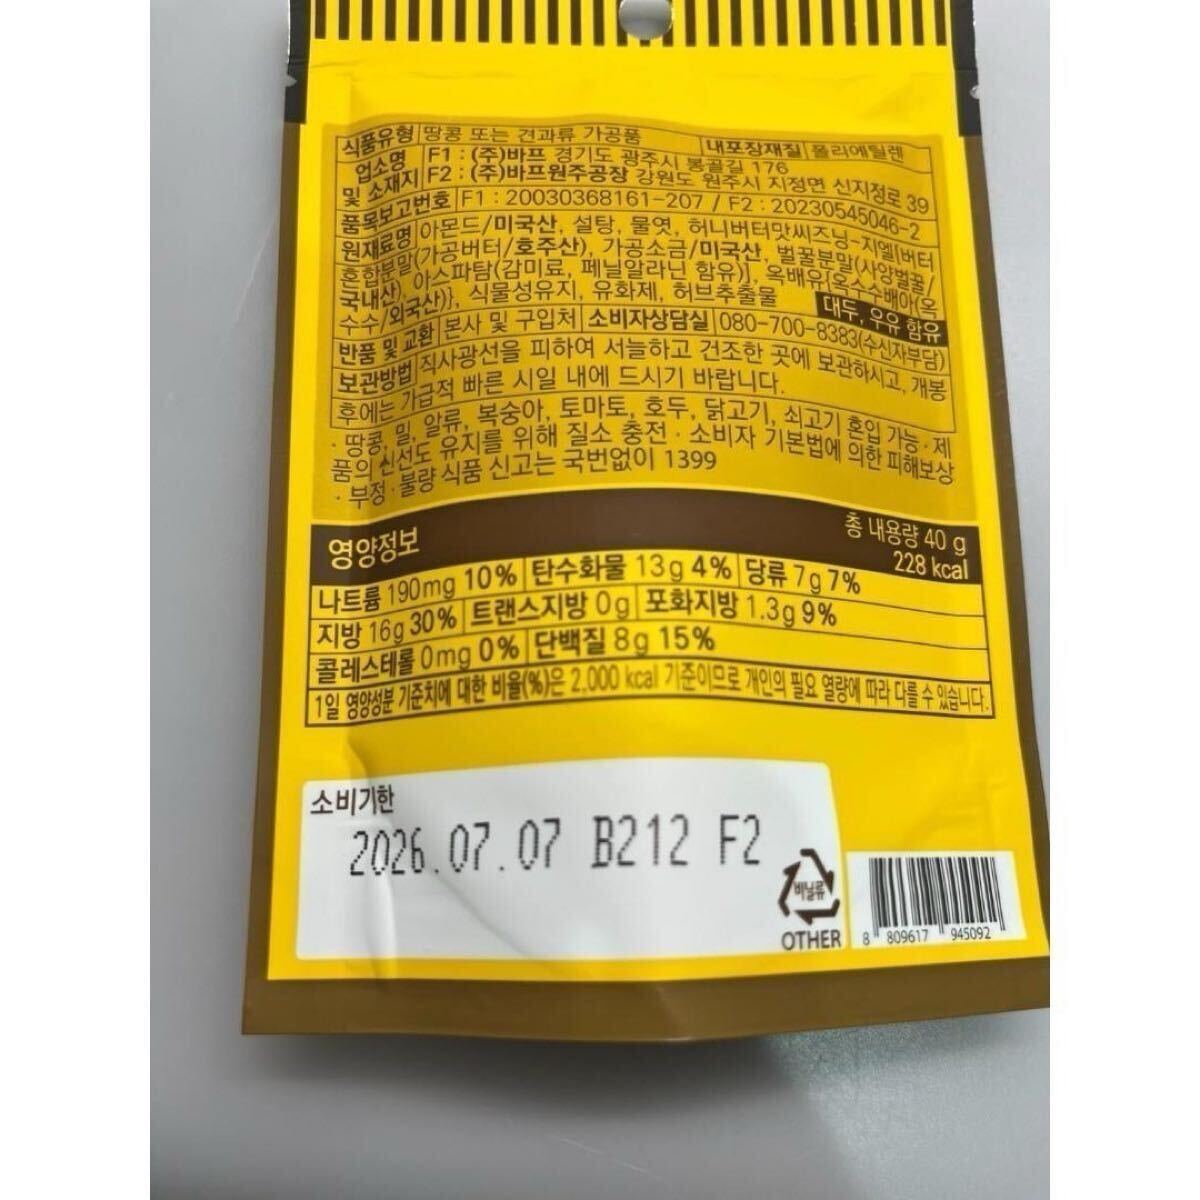 식품유형 땅콩 또는 견과류 가공품 내포장재질 폴리에틸렌
업소명 및 소재지 F1 : (주)바프 경기도 광주시 봉골길 176
F2 : (주)바프원주공장 강원도 원주시 지정면 신지정로 39
품목보고번호 F1 : 20030368161-207 / F2 : 20230545046-2
원재료명 아몬드/미국산, 설탕, 물엿, 허니버터맛씨즈닝-지엘[버터
혼합분말(가공버터/호주산), 가공소금/미국산, 벌꿀분말(사양벌꿀/
국내산), 아스파탐(감미료, 페닐알라닌 함유)], 옥배유{옥수수배아(옥
수수/외국산)}, 식물성유지, 유화제, 허브추출물 대두, 우유 함유
반품 및 교환 본사 및 구입처 소비자상담실 080-700-8383(수신자부담)
보관방법 직사광선을 피하여 서늘하고 건조한 곳에 보관하시고, 개봉
후에는 가급적 빠른 시일 내에 드시기 바랍니다.
· 땅콩, 밀, 알류, 복숭아, 토마토, 호두, 닭고기, 쇠고기 혼입 가능 · 제
품의 신선도 유지를 위해 질소 충전 · 소비자 기본법에 의한 피해보상
· 부정 · 불량 식품 신고는 국번없이 1399
영양정보 총 내용량 40 g
228 kcal
나트륨 190mg 10% 탄수화물 13g 4% 당류 7g 7%
지방 16g 30% 트랜스지방 0g 포화지방 1.3g 9%
콜레스테롤 0mg 0% 단백질 8g 15%
1일 영양성분 기준치에 대한 비율(%)은 2,000 kcal 기준이므로 개인의 필요 열량에 따라 다를 수 있습니다.
소비기한
2026.07.07 B212 F2
비닐류
OTHER
8 809617 945092